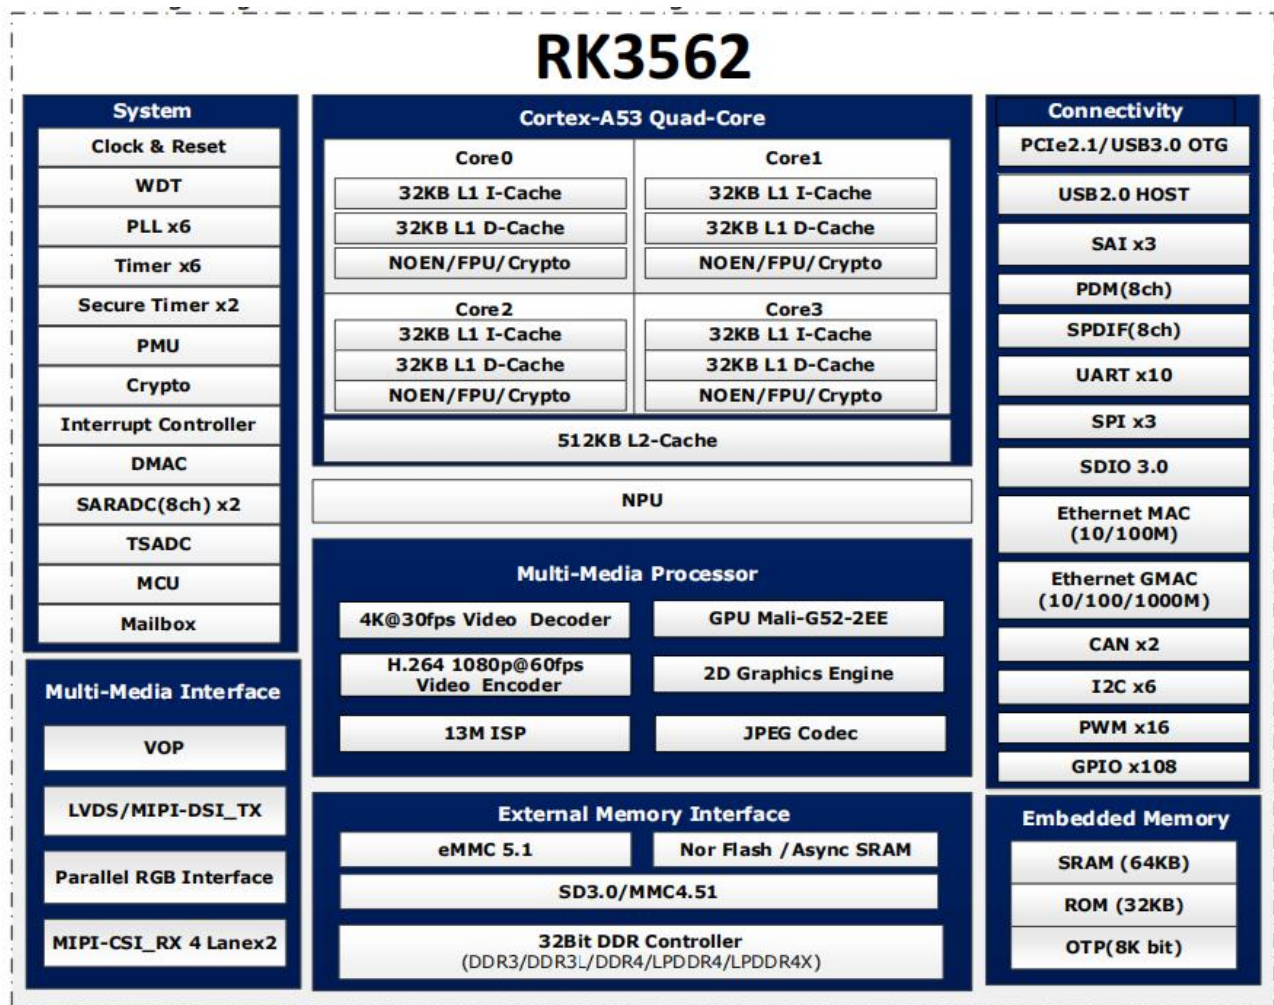 RK3562
System
Clock & Reset
WDT
PLL x6
Timer x6
Secure Timer x2
PMU
Crypto
Interrupt Controller
DMAC
SARADC(8ch) x2
TSADC
MCU
Mailbox
Multi-Media Interface
VOP
LVDS/MIPI-DSI_TX
Parallel RGB Interface
MIPI-CSI_RX 4 Lanex2
Cortex-A53 Quad-Core
Core0
32KB L1 I-Cache
32KB L1 D-Cache
NOEN/FPU/Crypto
Core1
32KB L1 I-Cache
32KB L1 D-Cache
NOEN/FPU/Crypto
Core2
32KB L1 I-Cache
32KB L1 D-Cache
NOEN/FPU/Crypto
Core3
32KB L1 I-Cache
32KB L1 D-Cache
NOEN/FPU/Crypto
512KB L2-Cache
NPU
Multi-Media Processor
4K@30fps Video Decoder
GPU Mali-G52-2EE
H.264 1080p@60fps
Video Encoder
2D Graphics Engine
13M ISP
JPEG Codec
External Memory Interface
eMMC 5.1
Nor Flash /Async SRAM
SD3.0/MMC4.51
32Bit DDR Controller
(DDR3/DDR3L/DDR4/LPDDR4/LPDDR4X)
Connectivity
PCIe2.1/USB3.0 OTG
USB2.0 HOST
SAI x3
PDM(8ch)
SPDIF(8ch)
UART x10
SPI x3
SDIO 3.0
Ethernet MAC
(10/100M)
Ethernet GMAC
(10/100/1000M)
CAN x2
I2C x6
PWM x16
GPIO x108
Embedded Memory
SRAM (64KB)
ROM (32KB)
OTP(8K bit)